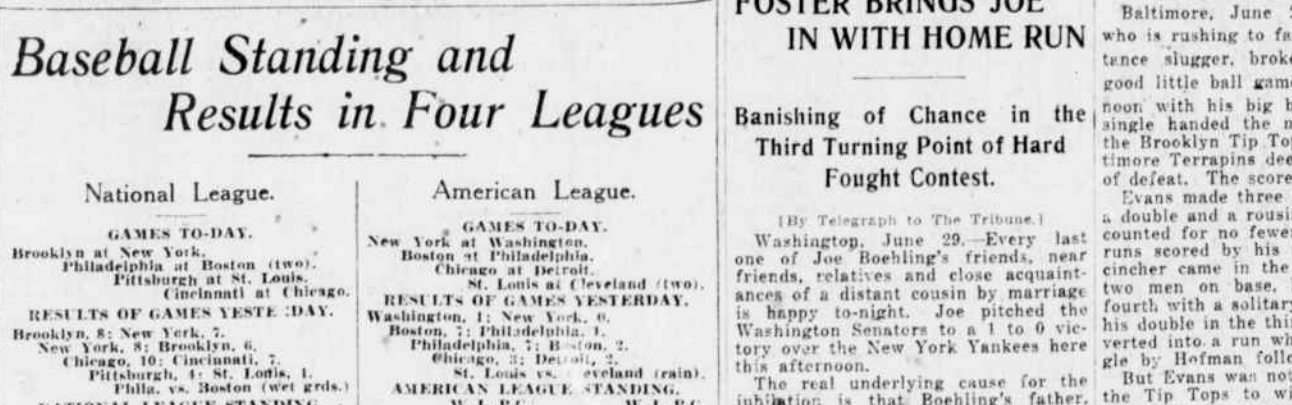 Baseball Standing and
Results in Four Leagues
National League.
GAMES TO-DAY.
Brooklyn at New York.
Philadelphia at Boston (two).
Pittsburgh at St. Louis.
Cincinnati at Chicago.
RESULTS OF GAMES YESTE DAY.
Brooklyn, 8; New York, 7.
New York, 8; Brooklyn, 6.
Chicago, 10; Cincinnati, 7.
Pittsburgh, 4; St. Louis, 1.
Phila. vs. Boston (wet grds.)
NATIONAL LEAGUE STANDING.
American League.
GAMES TO-DAY.
New York at Washington.
Boston at Philadelphia.
Chicago at Detroit.
St. Louis at Cleveland (two).
RESULTS OF GAMES YESTERDAY.
Washington, 1; New York, 0.
Boston, 7; Philadelphia, 1.
Philadelphia, 7; Boston, 2.
Chicago, 3; Detroit, 2.
St. Louis vs. eveland (rain).
AMERICAN LEAGUE STANDING.
W. L. P.C. W. L. P.C.
FOSTER BRINGS JOE
IN WITH HOME RUN
Banishing of Chance in the
Third Turning Point of Hard
Fought Contest.
[By Telegraph to The Tribune.]
Washington, June 29.—Every last
one of Joe Boehling's friends, near
friends, relatives and close acquaint-
ances of a distant cousin by marriage
is happy to-night. Joe pitched the
Washington Senators to a 1 to 0 vic-
tory over the New York Yankees here
this afternoon.
The real underlying cause for the
jubilation is that Boehling's father,
Baltimore, June
who is rushing to fa
tance slugger, broke
good little ball game
noon with his big b
single handed the n
the Brooklyn Tip To
timore Terrapins dee
of defeat. The score
Evans made three
a double and a rousi
counted for no fewer
runs scored by his
cincher came in the
two men on base.
fourth with a solitary
his double in the thi
verted into a run wh
gle by Hofman follo
But Evans was not
the Tip Tops to wi